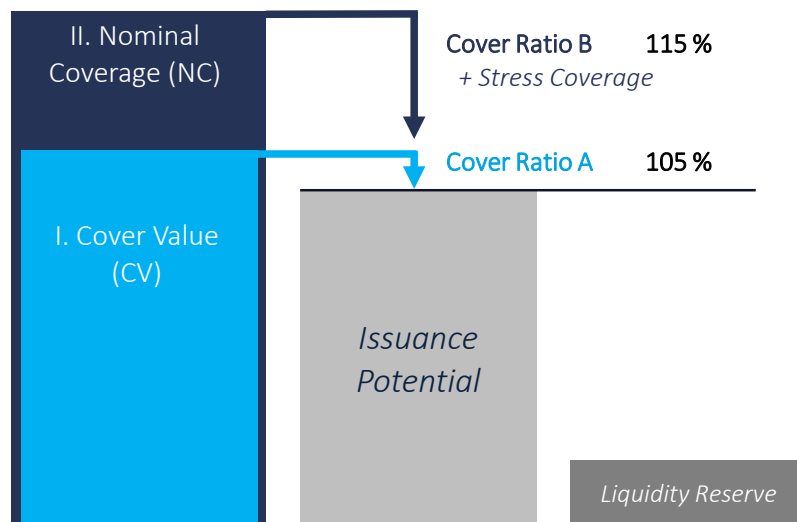 II. Nominal
Coverage (NC)
Cover Ratio B 115 %
+ Stress Coverage
Cover Ratio A 105 %
I. Cover Value
(CV)
Issuance
Potential
Liquidity Reserve